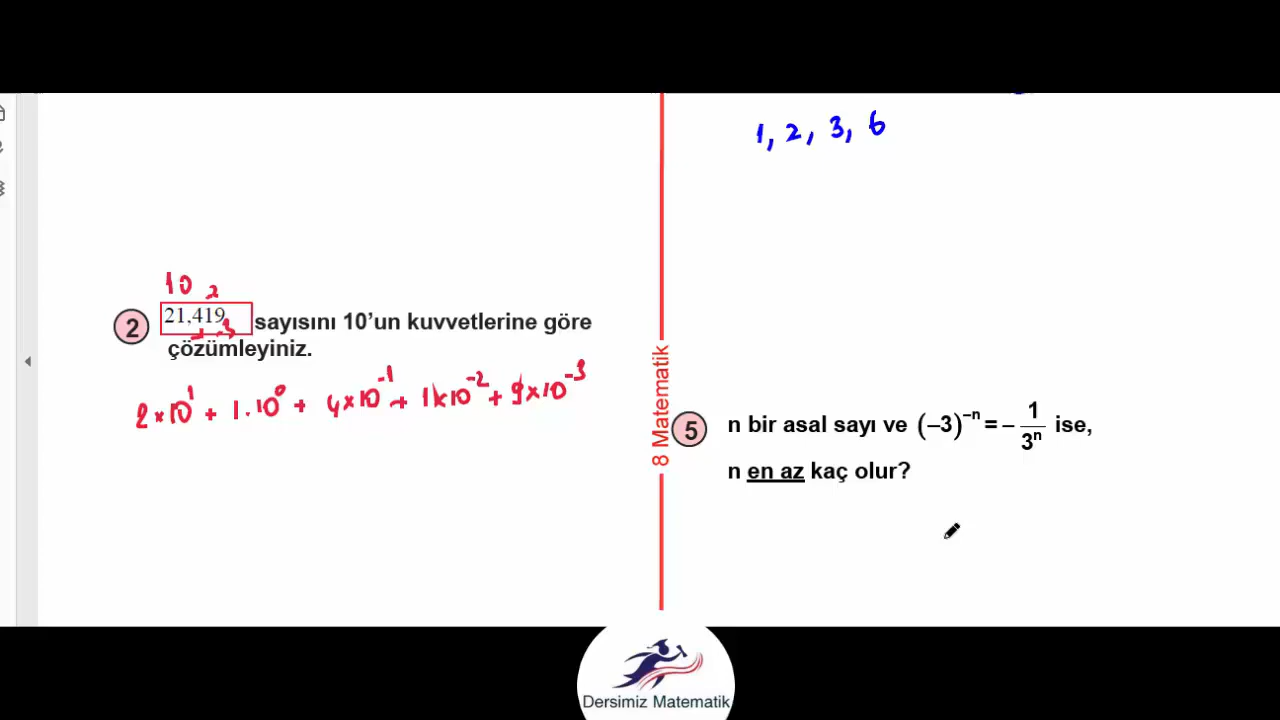 1, 2, 3, 6
10 2
2 21,419 sayısını 10’un kuvvetlerine göre
1 3
çözümleyiniz.
2×10¹ + 1.10⁰ + 4×10⁻¹ + 1×10⁻² + 9×10⁻³
8 Matematik
5 n bir asal sayı ve (−3)⁻ⁿ = − 1/3ⁿ ise,
n en az kaç olur?
Dersimiz Matematik